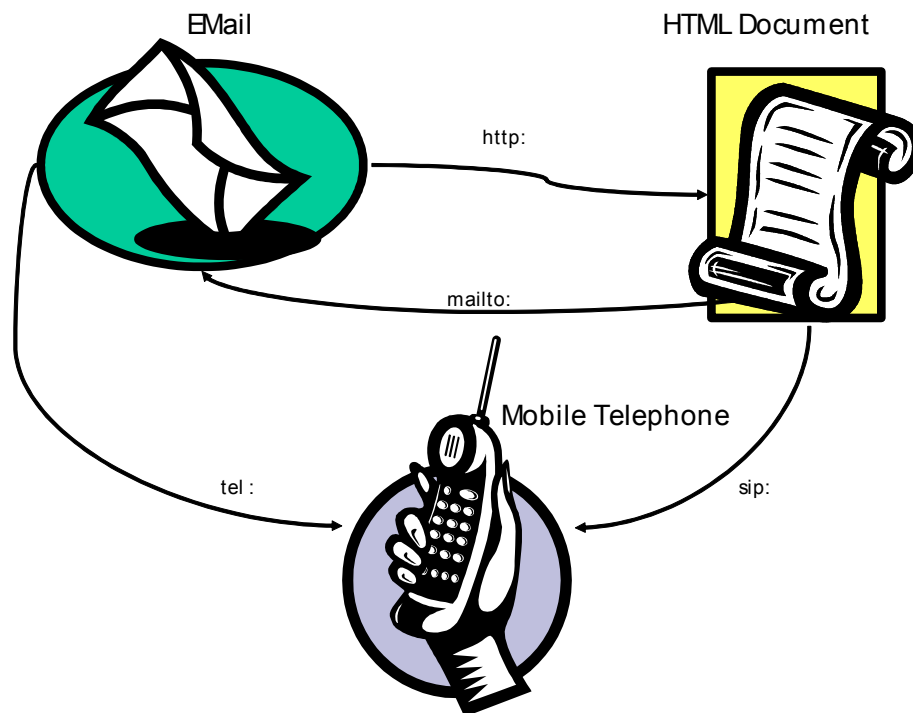 EMail
HTML Document
http:
mailto:
Mobile Telephone
tel :
sip: